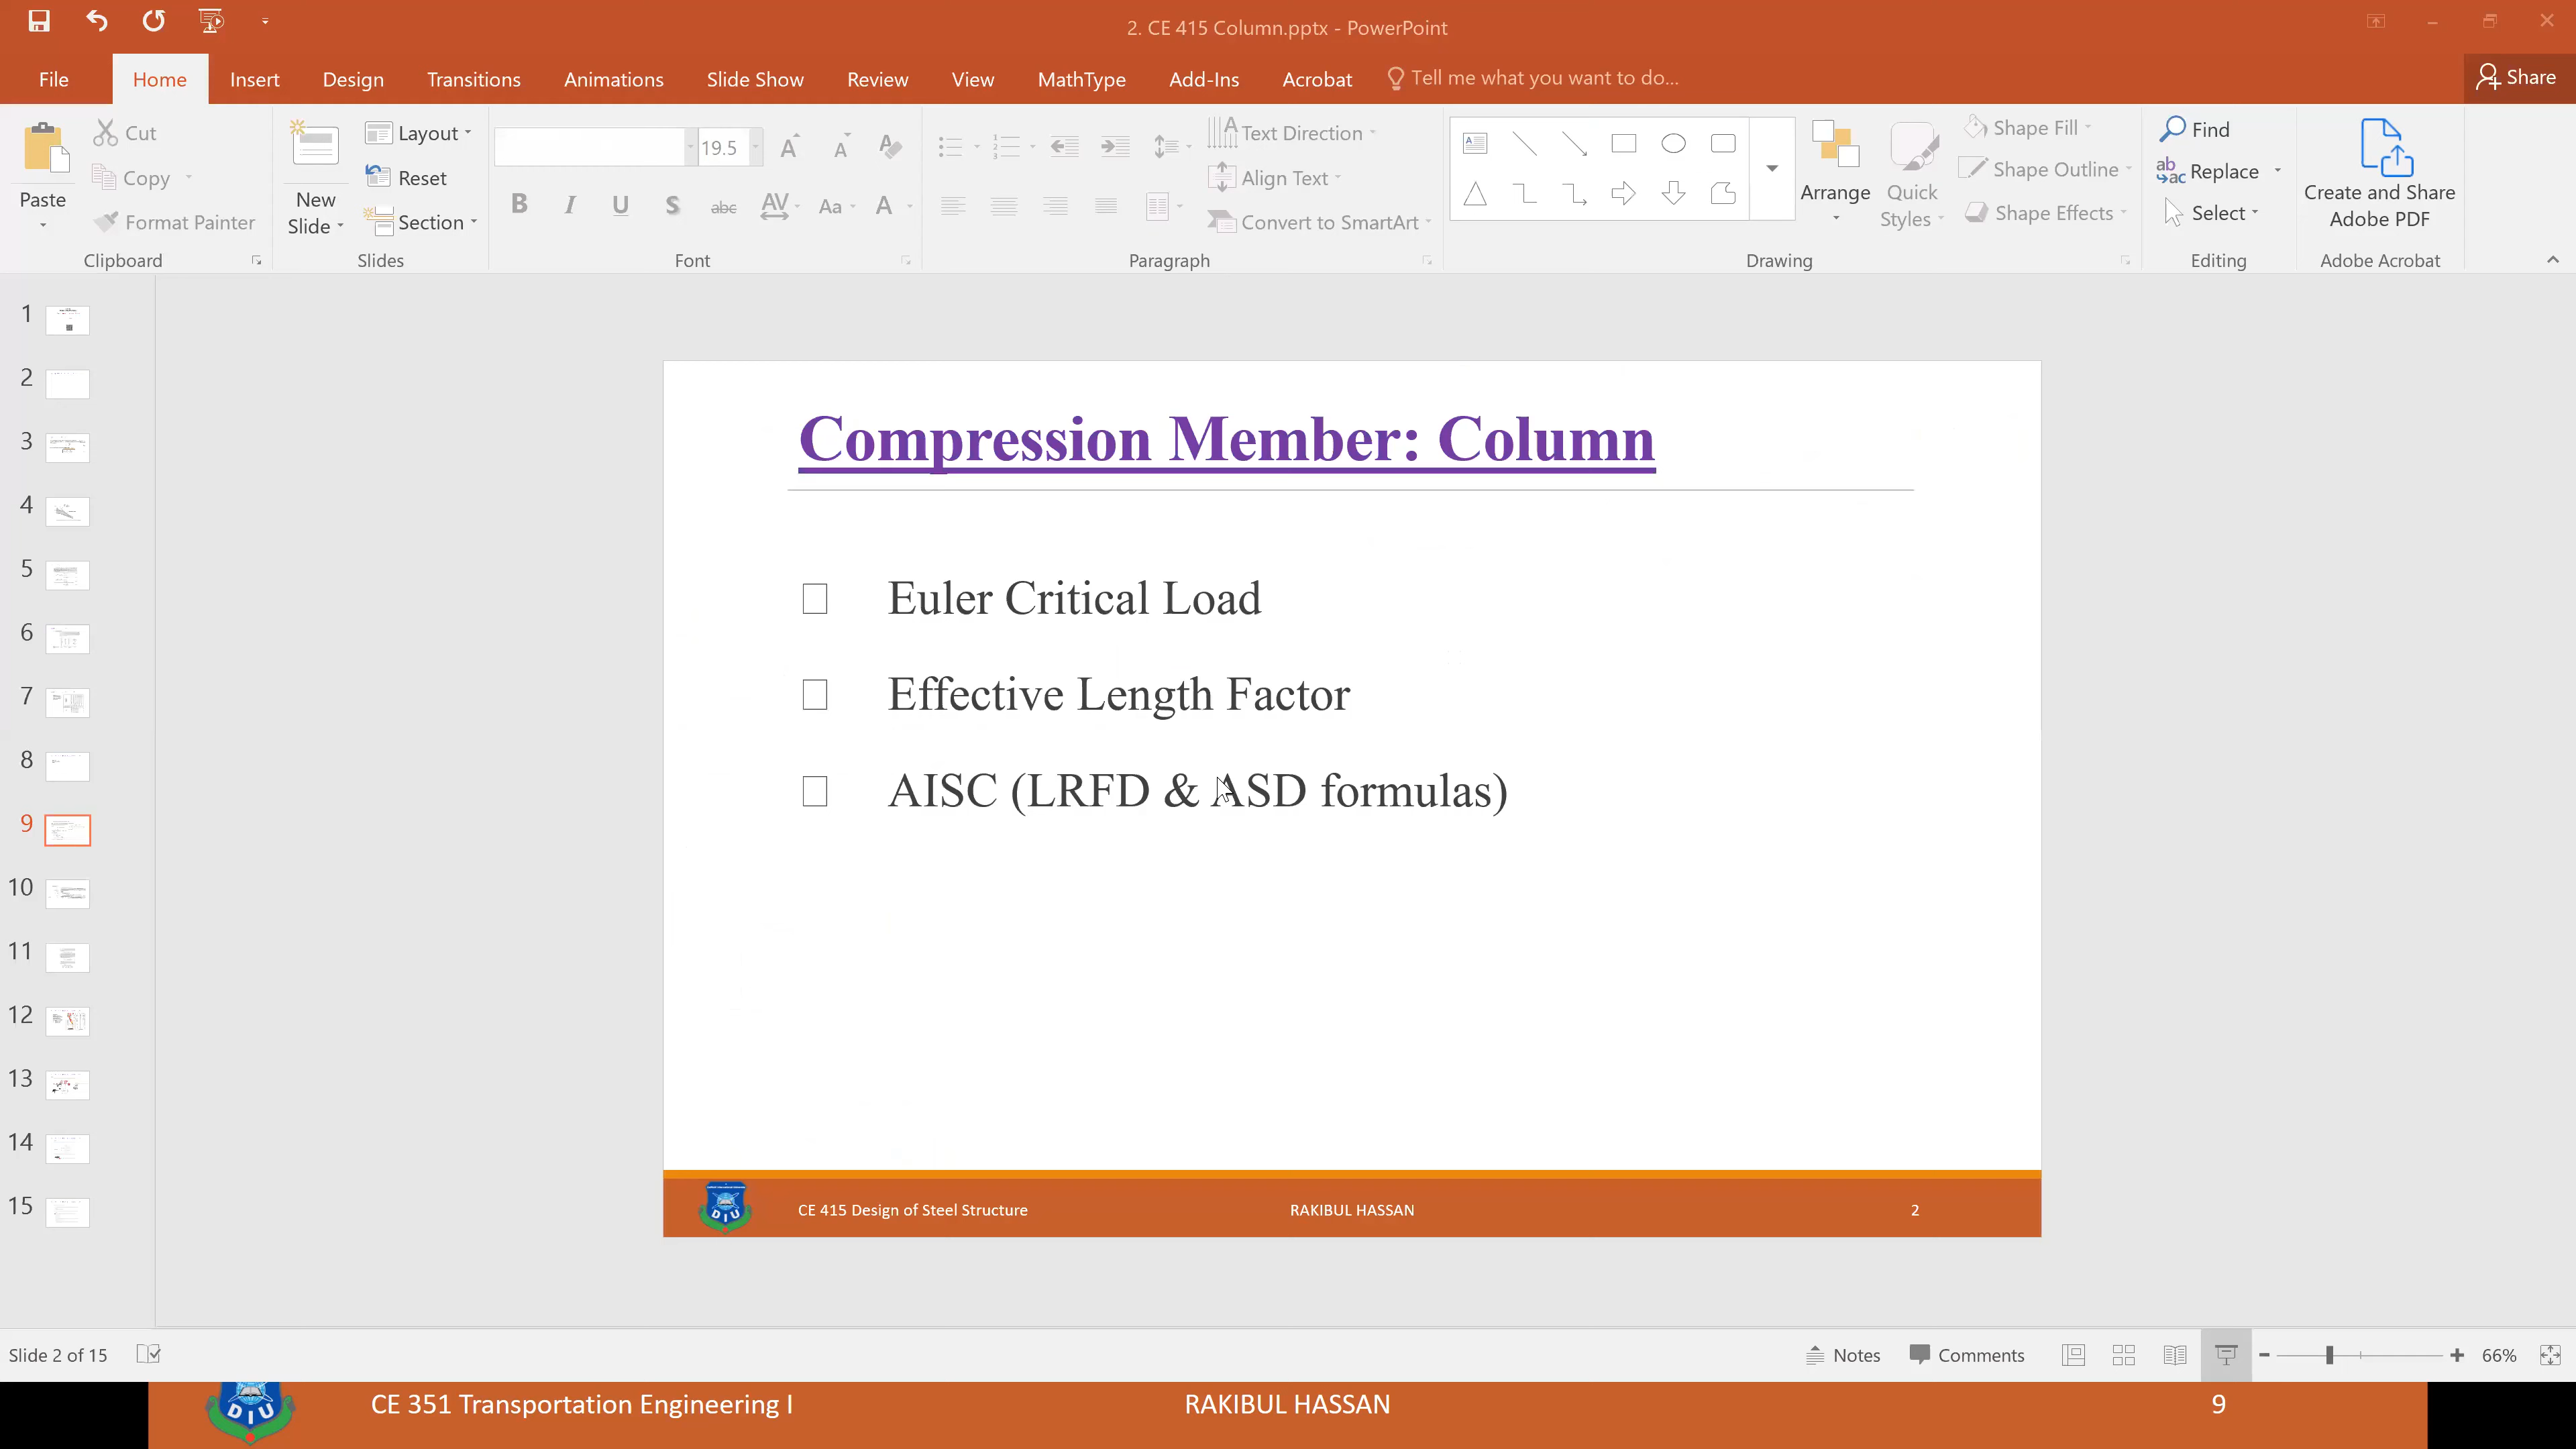 2. CE 415 Column.pptx - PowerPoint
File Home Insert Design Transitions Animations Slide Show Review View MathType Add-Ins Acrobat Tell me what you want to do... Share
Paste
Cut
Copy
Format Painter
Clipboard
New Slide
Layout
Reset
Section
Slides
19.5
A A A
B I U S abc AV Aa A
Font
Text Direction
Align Text
Convert to SmartArt
Paragraph
Arrange
Quick Styles
Shape Fill
Shape Outline
Shape Effects
Drawing
Find
Replace
Select
Editing
Create and Share
Adobe PDF
Adobe Acrobat
1
2
3
4
5
6
7
8
9
10
11
12
13
14
15
Compression Member: Column
Euler Critical Load
Effective Length Factor
AISC (LRFD & ASD formulas)
DIU CE 415 Design of Steel Structure RAKIBUL HASSAN 2
Slide 2 of 15 Notes Comments 66%
DIU CE 351 Transportation Engineering I RAKIBUL HASSAN 9